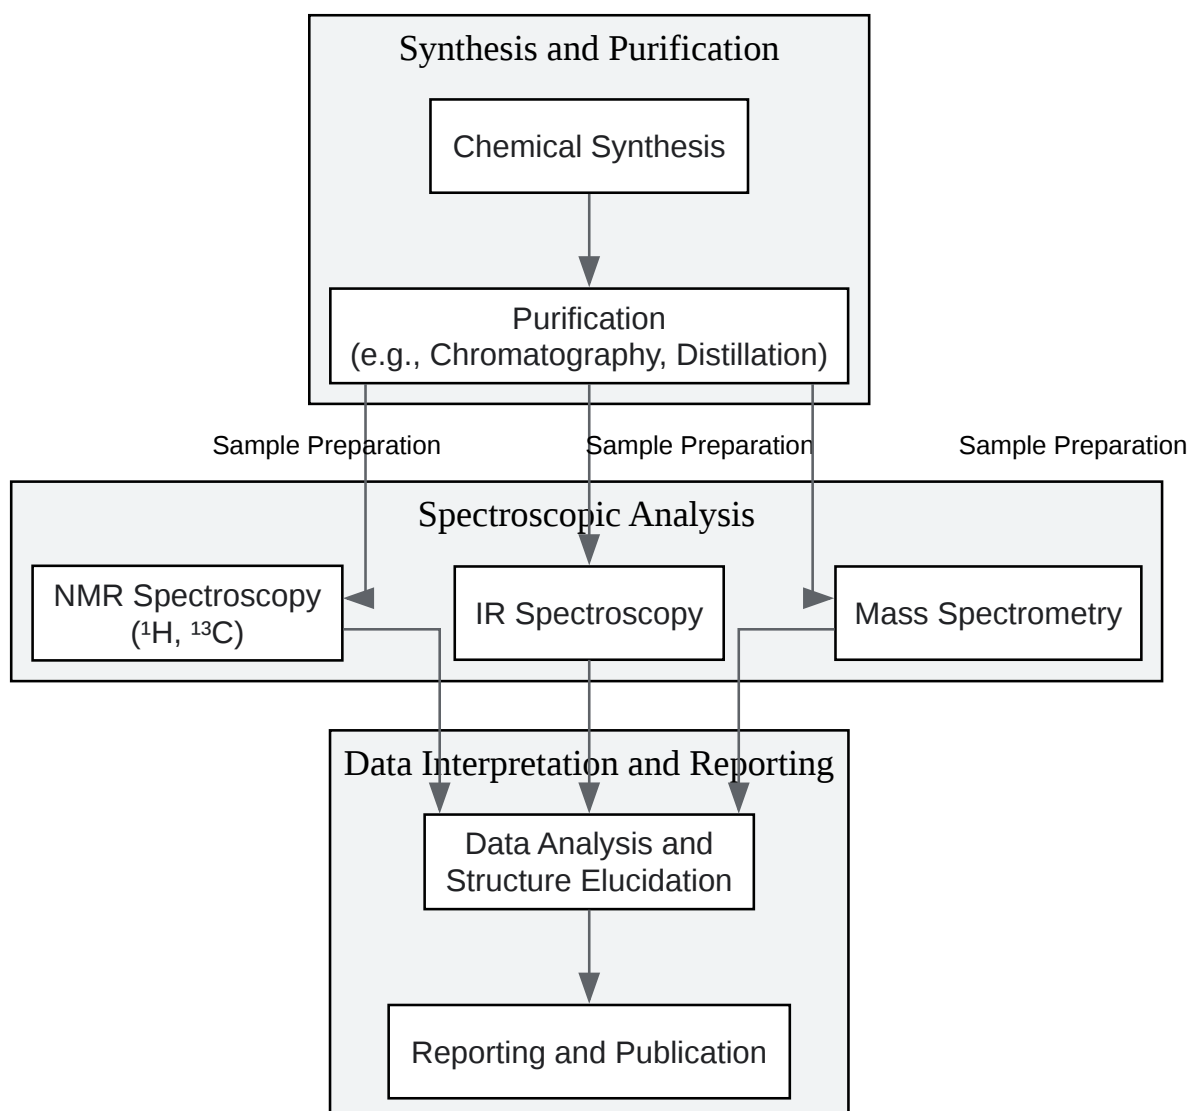 Synthesis and Purification
Chemical Synthesis
Purification
(e.g., Chromatography, Distillation)
Sample Preparation
Sample Preparation
Sample Preparation
Spectroscopic Analysis
NMR Spectroscopy
(¹H, ¹³C)
IR Spectroscopy
Mass Spectrometry
Data Interpretation and Reporting
Data Analysis and
Structure Elucidation
Reporting and Publication